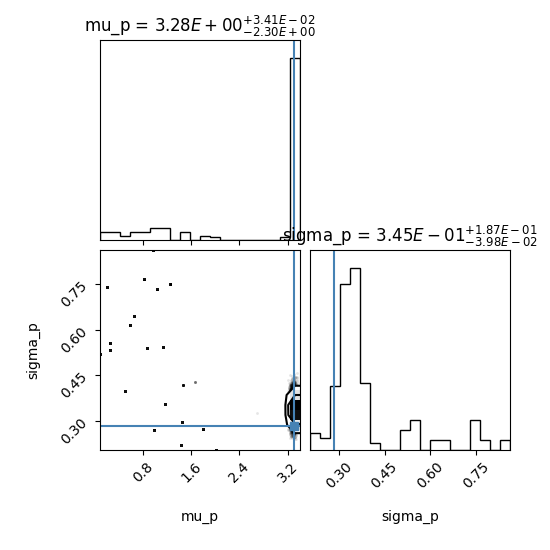 mu_p = 3.28E + 00+3.41E − 02 −2.30E + 00
sigma_p = 3.45E − 01+1.87E − 01 −3.98E − 02
0.75
0.60
0.45
0.30
sigma_p
0.8 1.6 2.4 3.2
0.30 0.45 0.60 0.75
mu_p
sigma_p